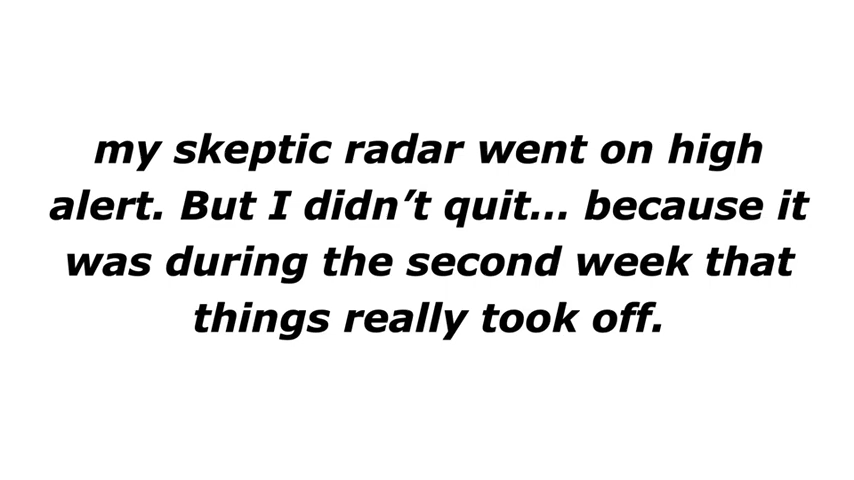 my skeptic radar went on high
alert. But I didn’t quit... because it
was during the second week that
things really took off.